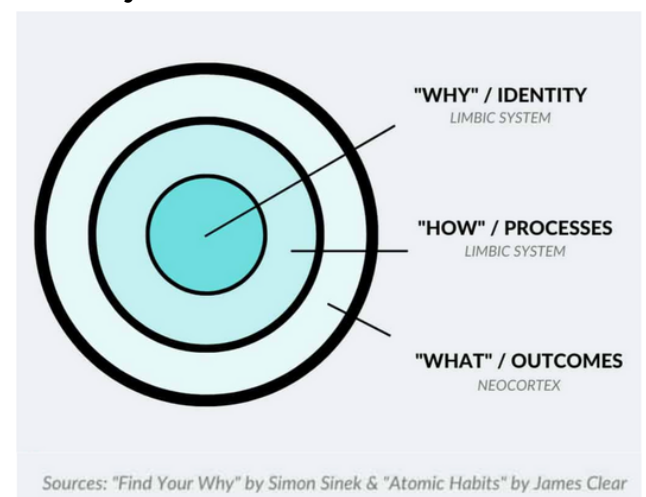 "WHY" / IDENTITY
LIMBIC SYSTEM
"HOW" / PROCESSES
LIMBIC SYSTEM
"WHAT" / OUTCOMES
NEOCORTEX
Sources: "Find Your Why" by Simon Sinek & "Atomic Habits" by James Clear